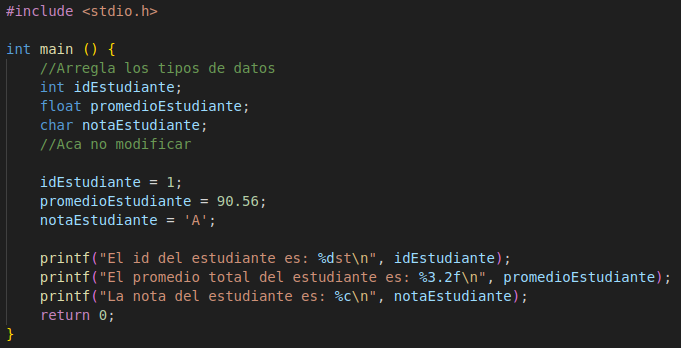 #include <stdio.h>
int main () {
//Arregla los tipos de datos
int idEstudiante;
float promedioEstudiante;
char notaEstudiante;
//Aca no modificar
idEstudiante = 1;
promedioEstudiante = 90.56;
notaEstudiante = 'A';
printf("El id del estudiante es: %dst\n", idEstudiante);
printf("El promedio total del estudiante es: %3.2f\n", promedioEstudiante);
printf("La nota del estudiante es: %c\n", notaEstudiante);
return 0;
}